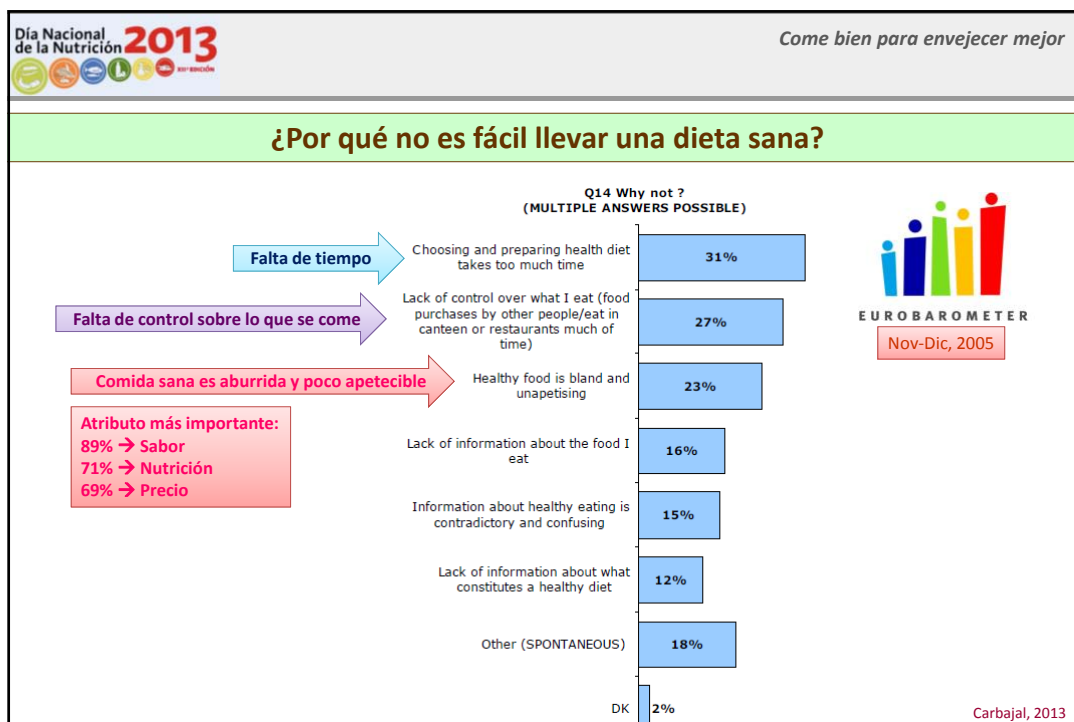 Día Nacional
de la Nutrición 2013
XIIª EDICIÓN
Come bien para envejecer mejor
¿Por qué no es fácil llevar una dieta sana?
Q14 Why not ?
(MULTIPLE ANSWERS POSSIBLE)
Falta de tiempo
Choosing and preparing health diet
takes too much time
31%
Falta de control sobre lo que se come
Lack of control over what I eat (food
purchases by other people/eat in
canteen or restaurants much of
time)
27%
EUROBAROMETER
Nov-Dic, 2005
Comida sana es aburrida y poco apetecible
Healthy food is bland and
unapetising
23%
Atributo más importante:
89% → Sabor
71% → Nutrición
69% → Precio
Lack of information about the food I
eat
16%
Information about healthy eating is
contradictory and confusing
15%
Lack of information about what
constitutes a healthy diet
12%
Other (SPONTANEOUS)
18%
DK
2%
Carbajal, 2013